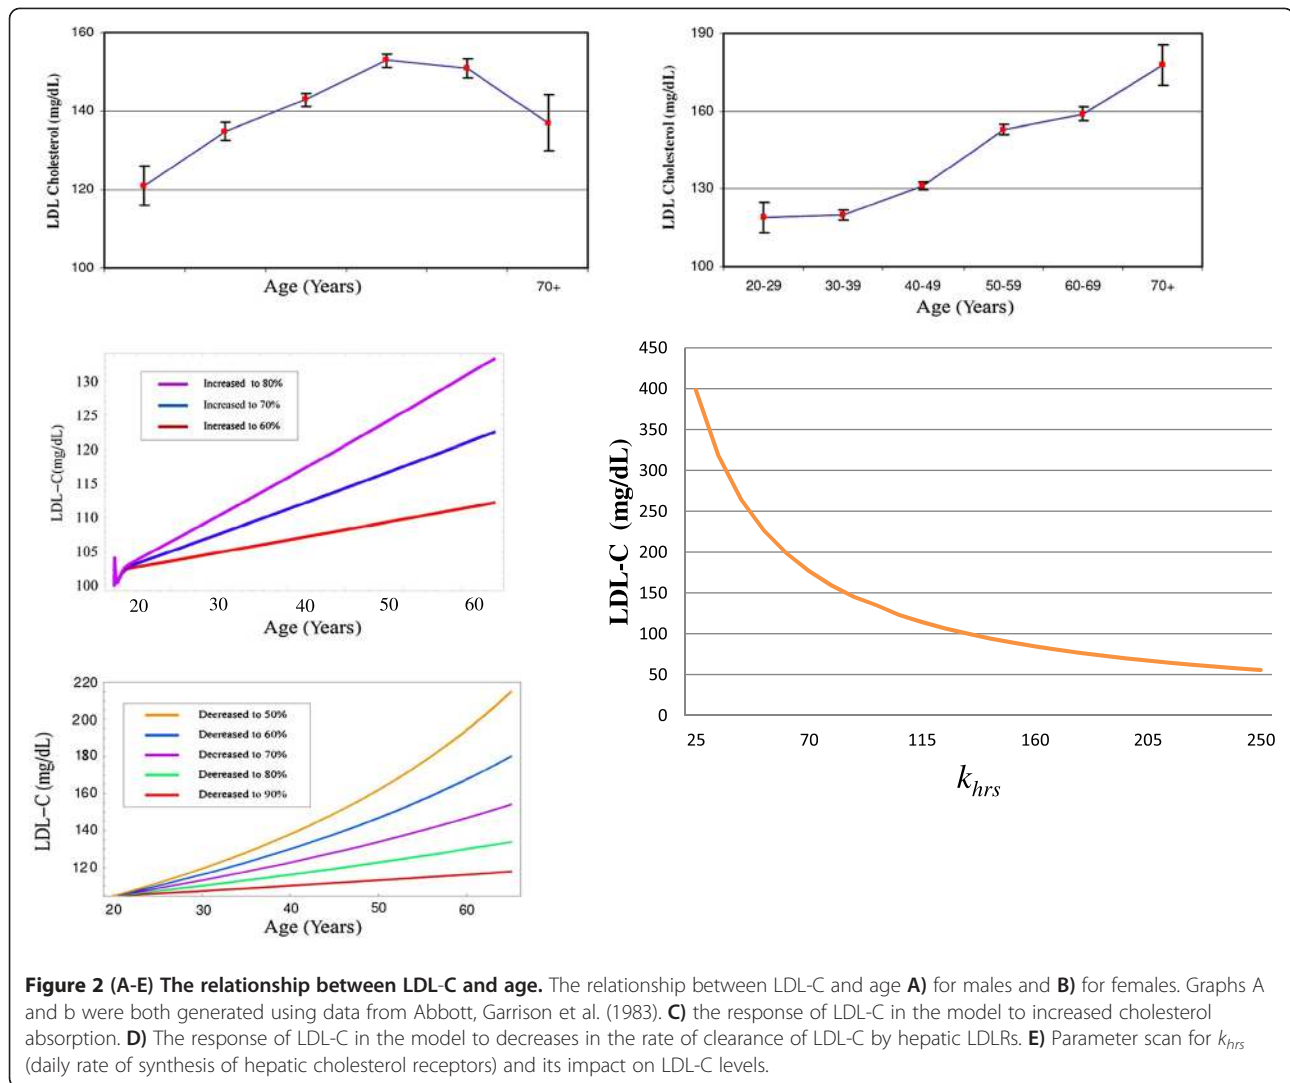 160
140
120
100
LDL Cholesterol (mg/dL)
Age (Years)
70+
190
160
130
100
LDL Cholesterol (mg/dL)
20-29 30-39 40-49 50-59 60-69 70+
Age (Years)
130
125
120
115
110
105
100
LDL–C(mg/dL)
Increased to 80%
Increased to 70%
Increased to 60%
20 30 40 50 60
Age (Years)
450
400
350
300
250
200
150
100
50
0
LDL-C (mg/dL)
25 70 115 160 205 250
k_hrs
220
200
180
160
140
120
LDL–C (mg/dL)
Decreased to 50%
Decreased to 60%
Decreased to 70%
Decreased to 80%
Decreased to 90%
20 30 40 50 60
Age (Years)
Figure 2 (A-E) The relationship between LDL-C and age. The relationship between LDL-C and age A) for males and B) for females. Graphs A
and b were both generated using data from Abbott, Garrison et al. (1983). C) the response of LDL-C in the model to increased cholesterol
absorption. D) The response of LDL-C in the model to decreases in the rate of clearance of LDL-C by hepatic LDLRs. E) Parameter scan for k_hrs
(daily rate of synthesis of hepatic cholesterol receptors) and its impact on LDL-C levels.